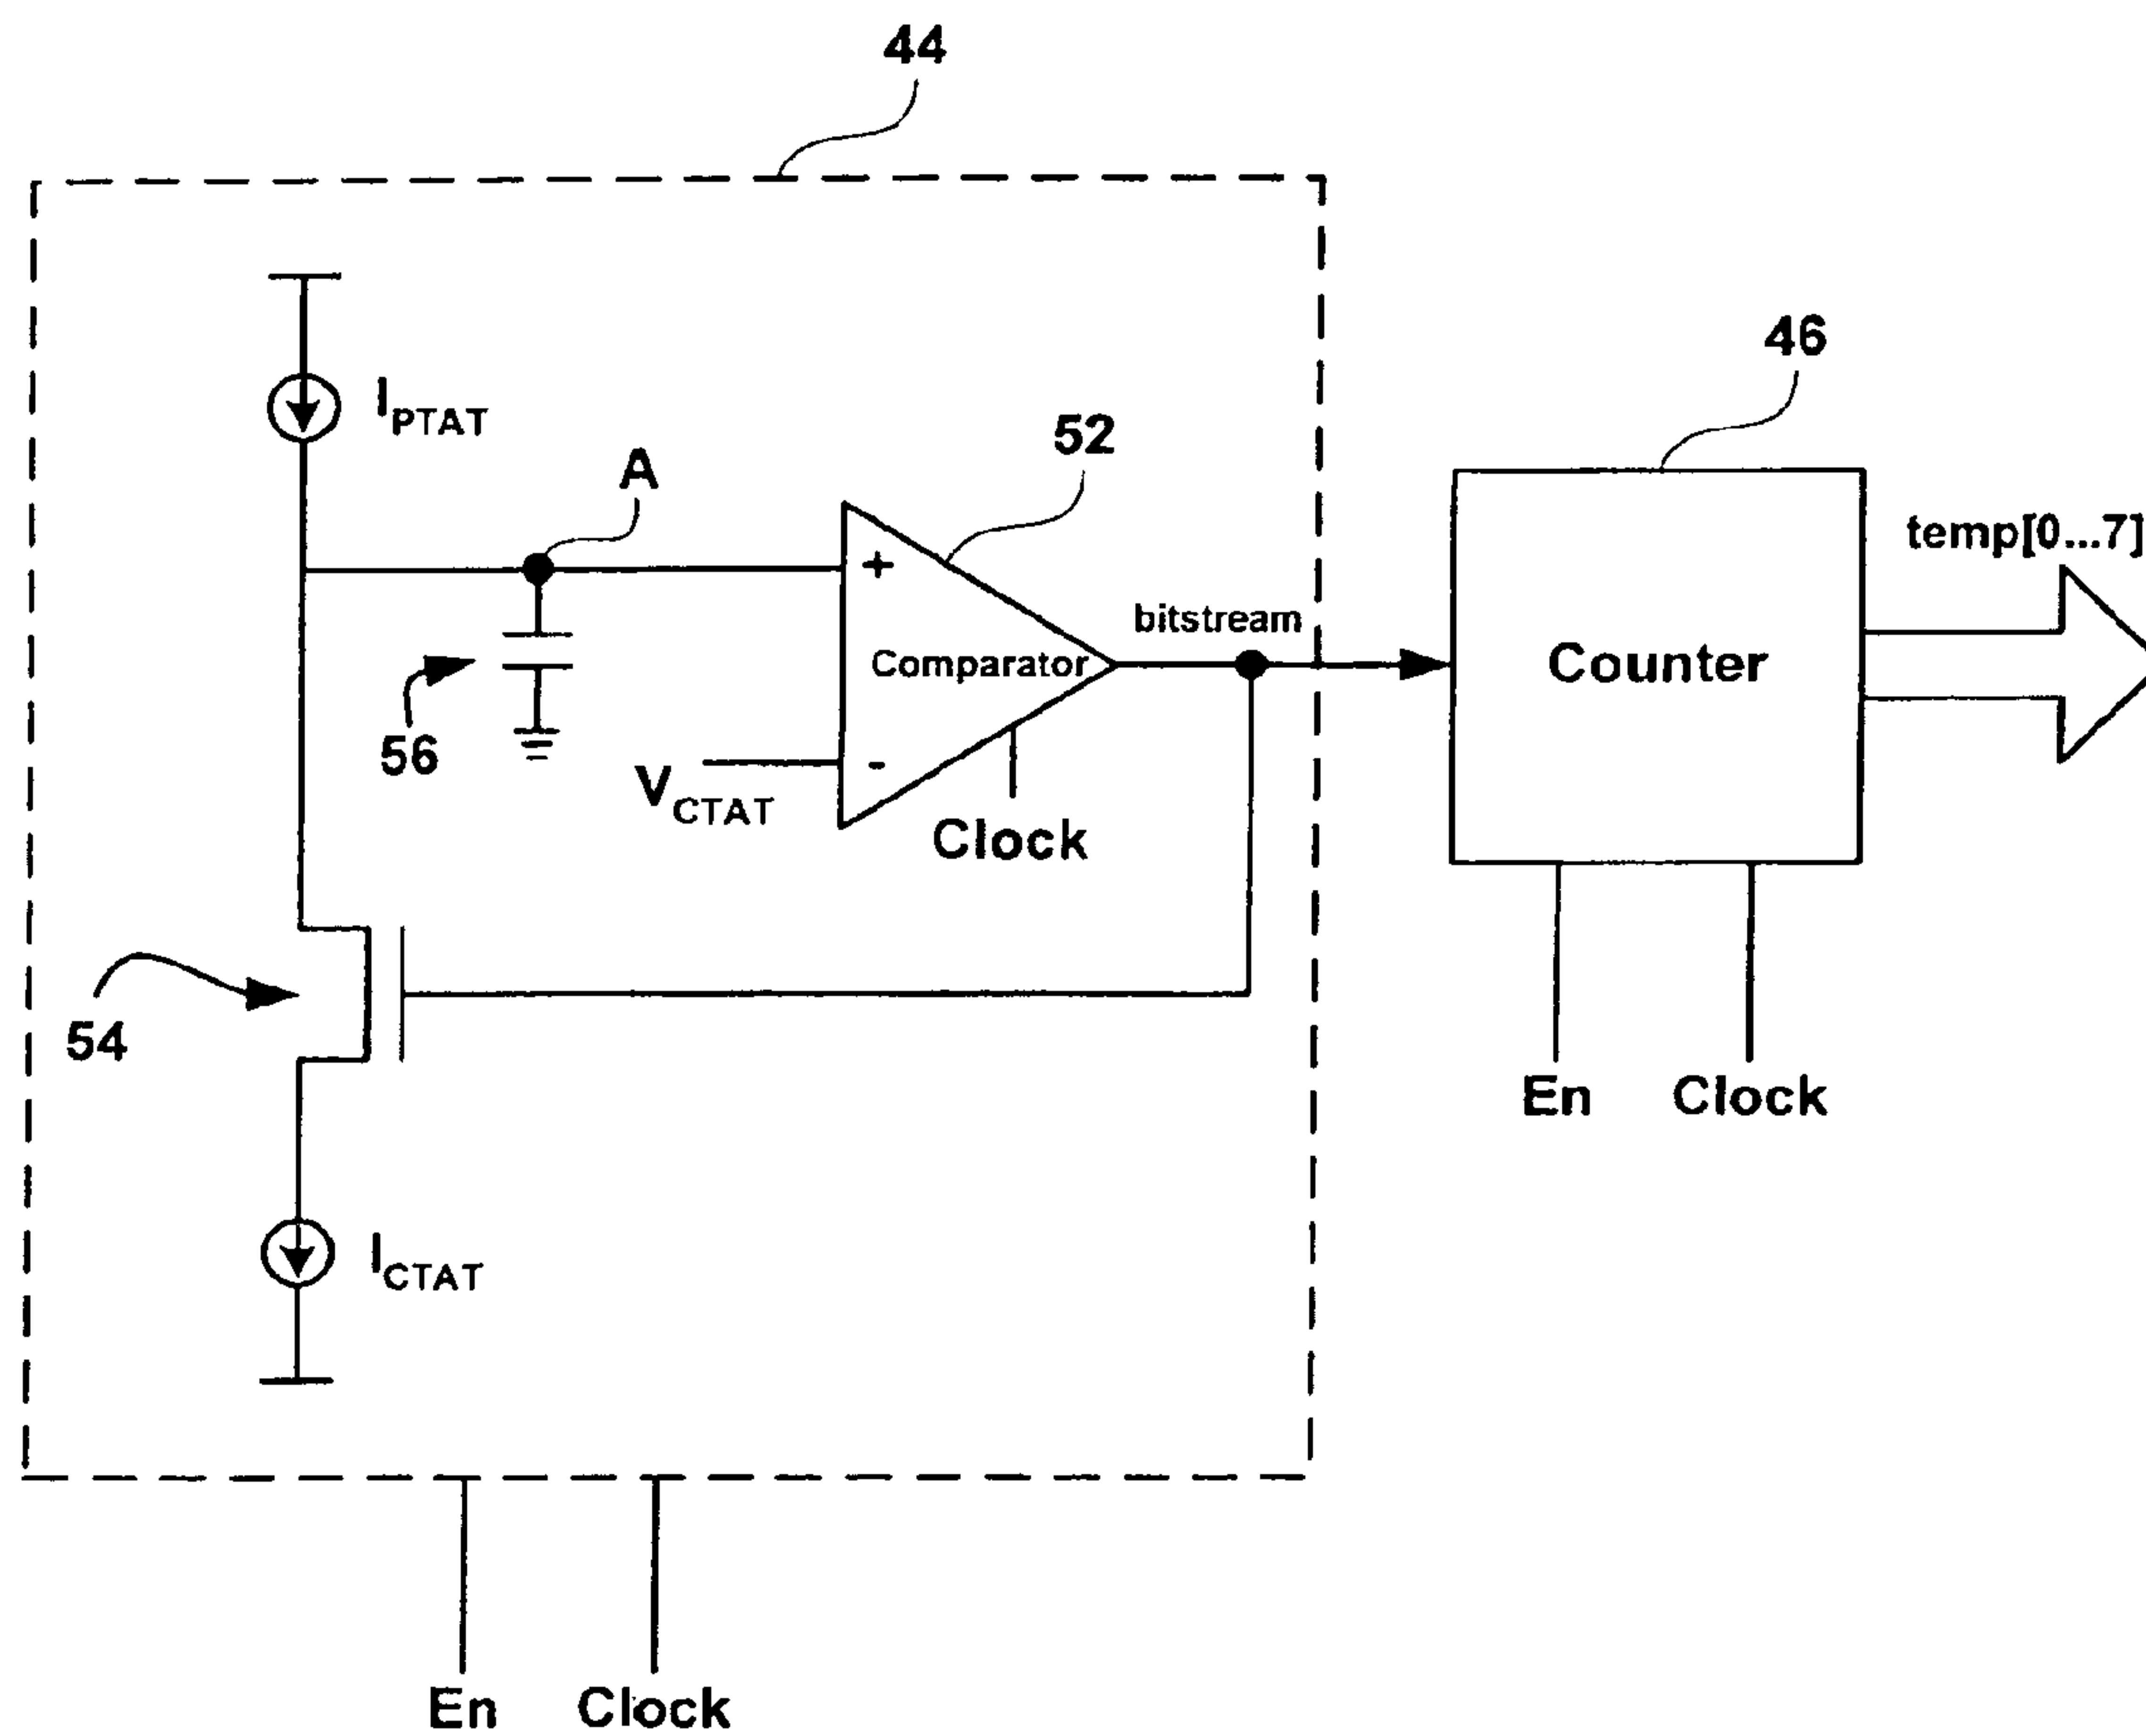 44
I_PTAT
A
52
46
temp[0...7]
+
bitstream
Comparator
Counter
56
V_CTAT
-
Clock
54
En
Clock
I_CTAT
En
Clock